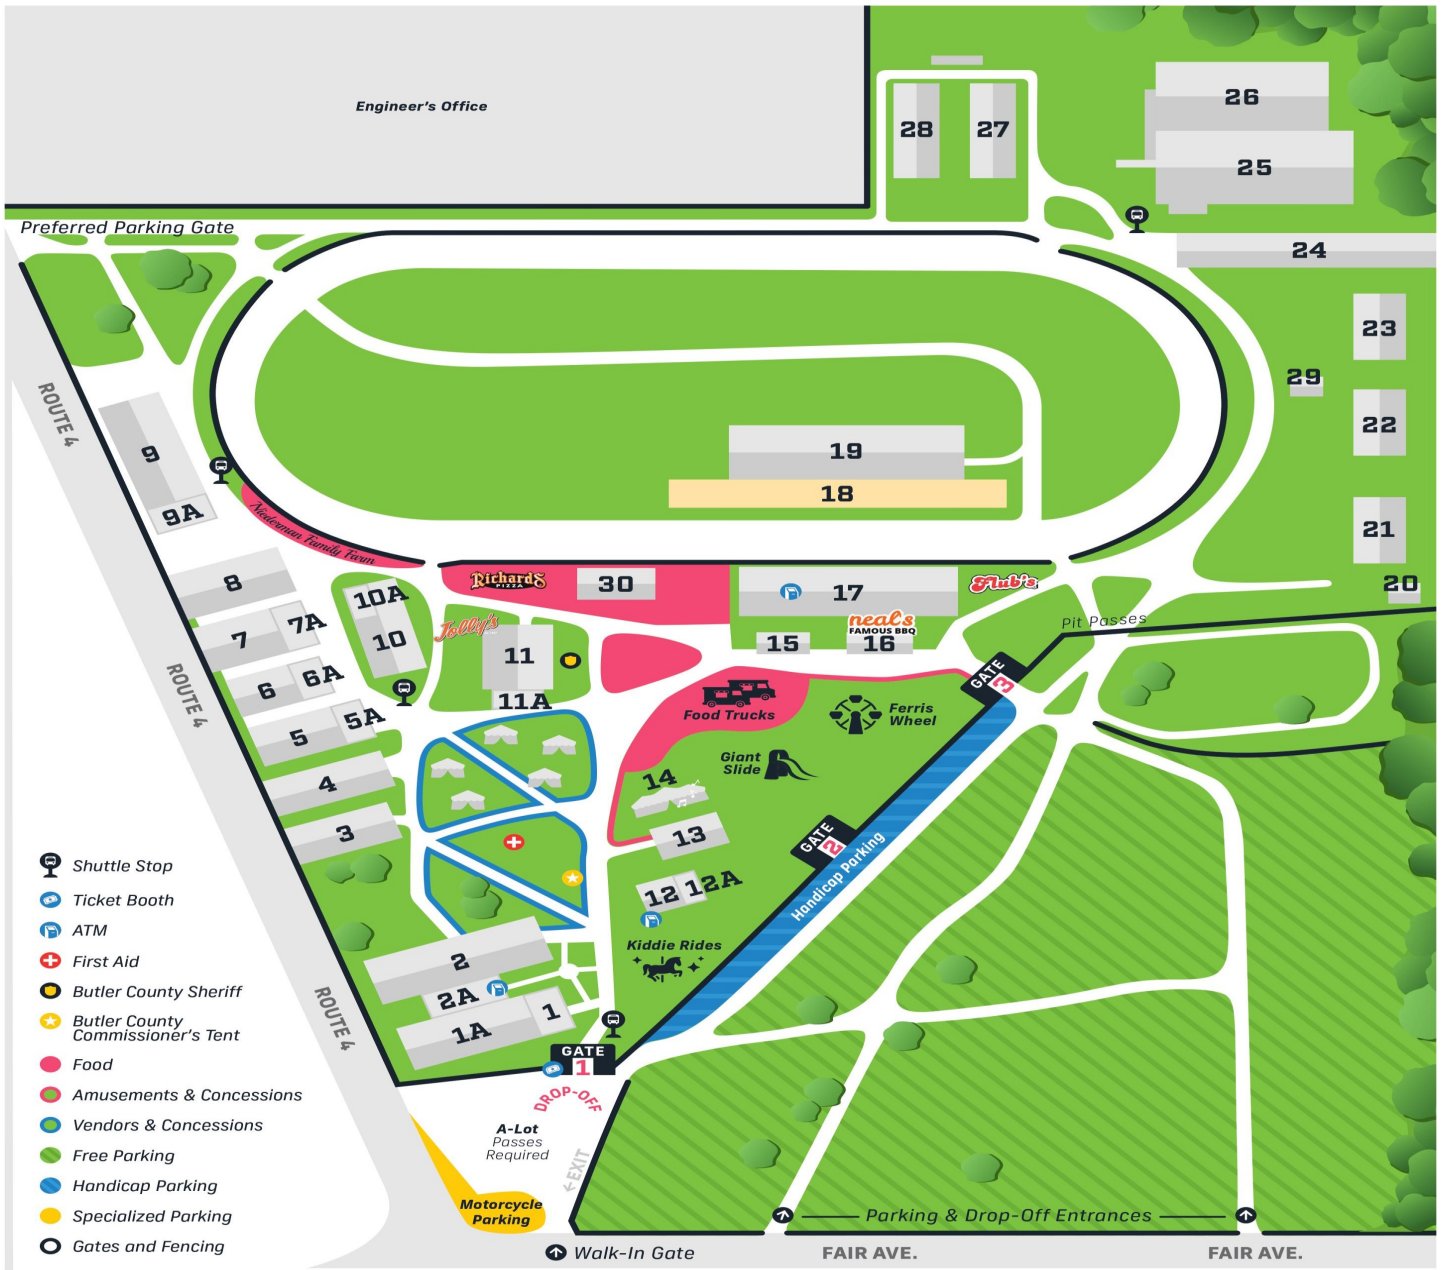 Engineer's Office
28
27
26
25
Preferred Parking Gate
24
23
29
22
ROUTE 4
9
19
18
9A
Niederman Family Farm
21
8
Richards
PIZZA
30
17
Flub's
20
10A
7
7A
10
Jolly's
neal's
FAMOUS BBQ
Pit Passes
15
16
11
GATE
3
6
6A
ROUTE 4
11A
5
5A
Food Trucks
Ferris
Wheel
Giant
Slide
4
14
3
13
GATE
2
Handicap Parking
12
12A
Kiddie Rides
2
2A
1
1A
ROUTE 4
GATE
1
DROP-OFF
A-Lot
Passes
Required
EXIT
Motorcycle
Parking
Shuttle Stop
Ticket Booth
ATM
First Aid
Butler County Sheriff
Butler County
Commissioner's Tent
Food
Amusements & Concessions
Vendors & Concessions
Free Parking
Handicap Parking
Specialized Parking
Gates and Fencing
Parking & Drop-Off Entrances
Walk-In Gate
FAIR AVE.
FAIR AVE.